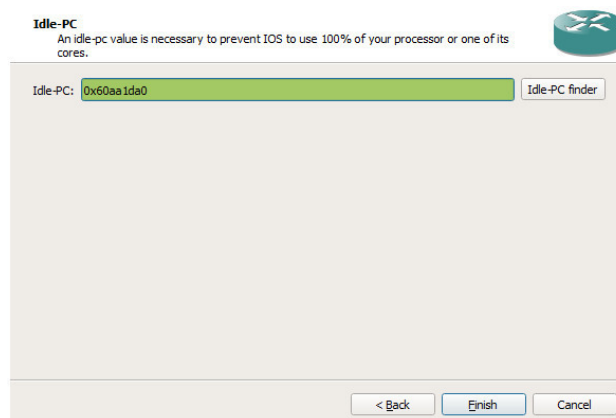 Idle-PC
An idle-pc value is necessary to prevent IOS to use 100% of your processor or one of its
cores.
Idle-PC: 0x60aa1da0 Idle-PC finder
< Back Finish Cancel